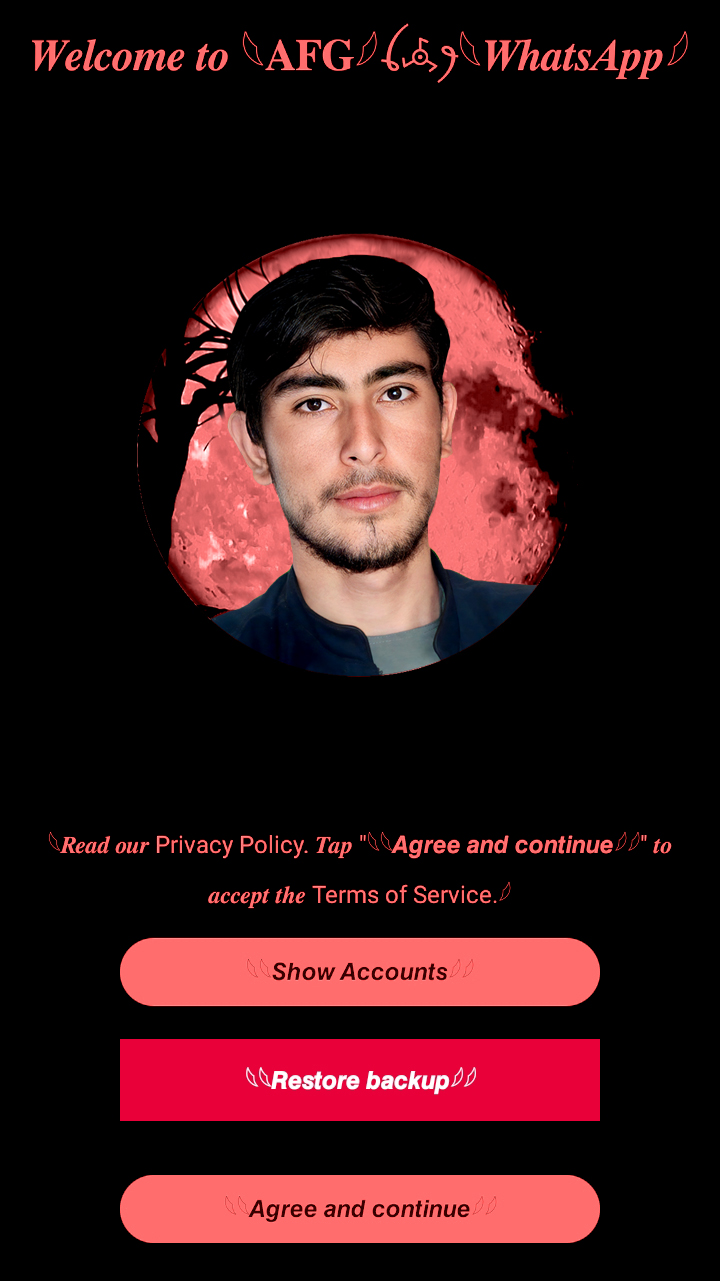 Welcome to AFG WhatsApp
Read our Privacy Policy. Tap "Agree and continue" to
accept the Terms of Service.
Show Accounts
Restore backup
Agree and continue